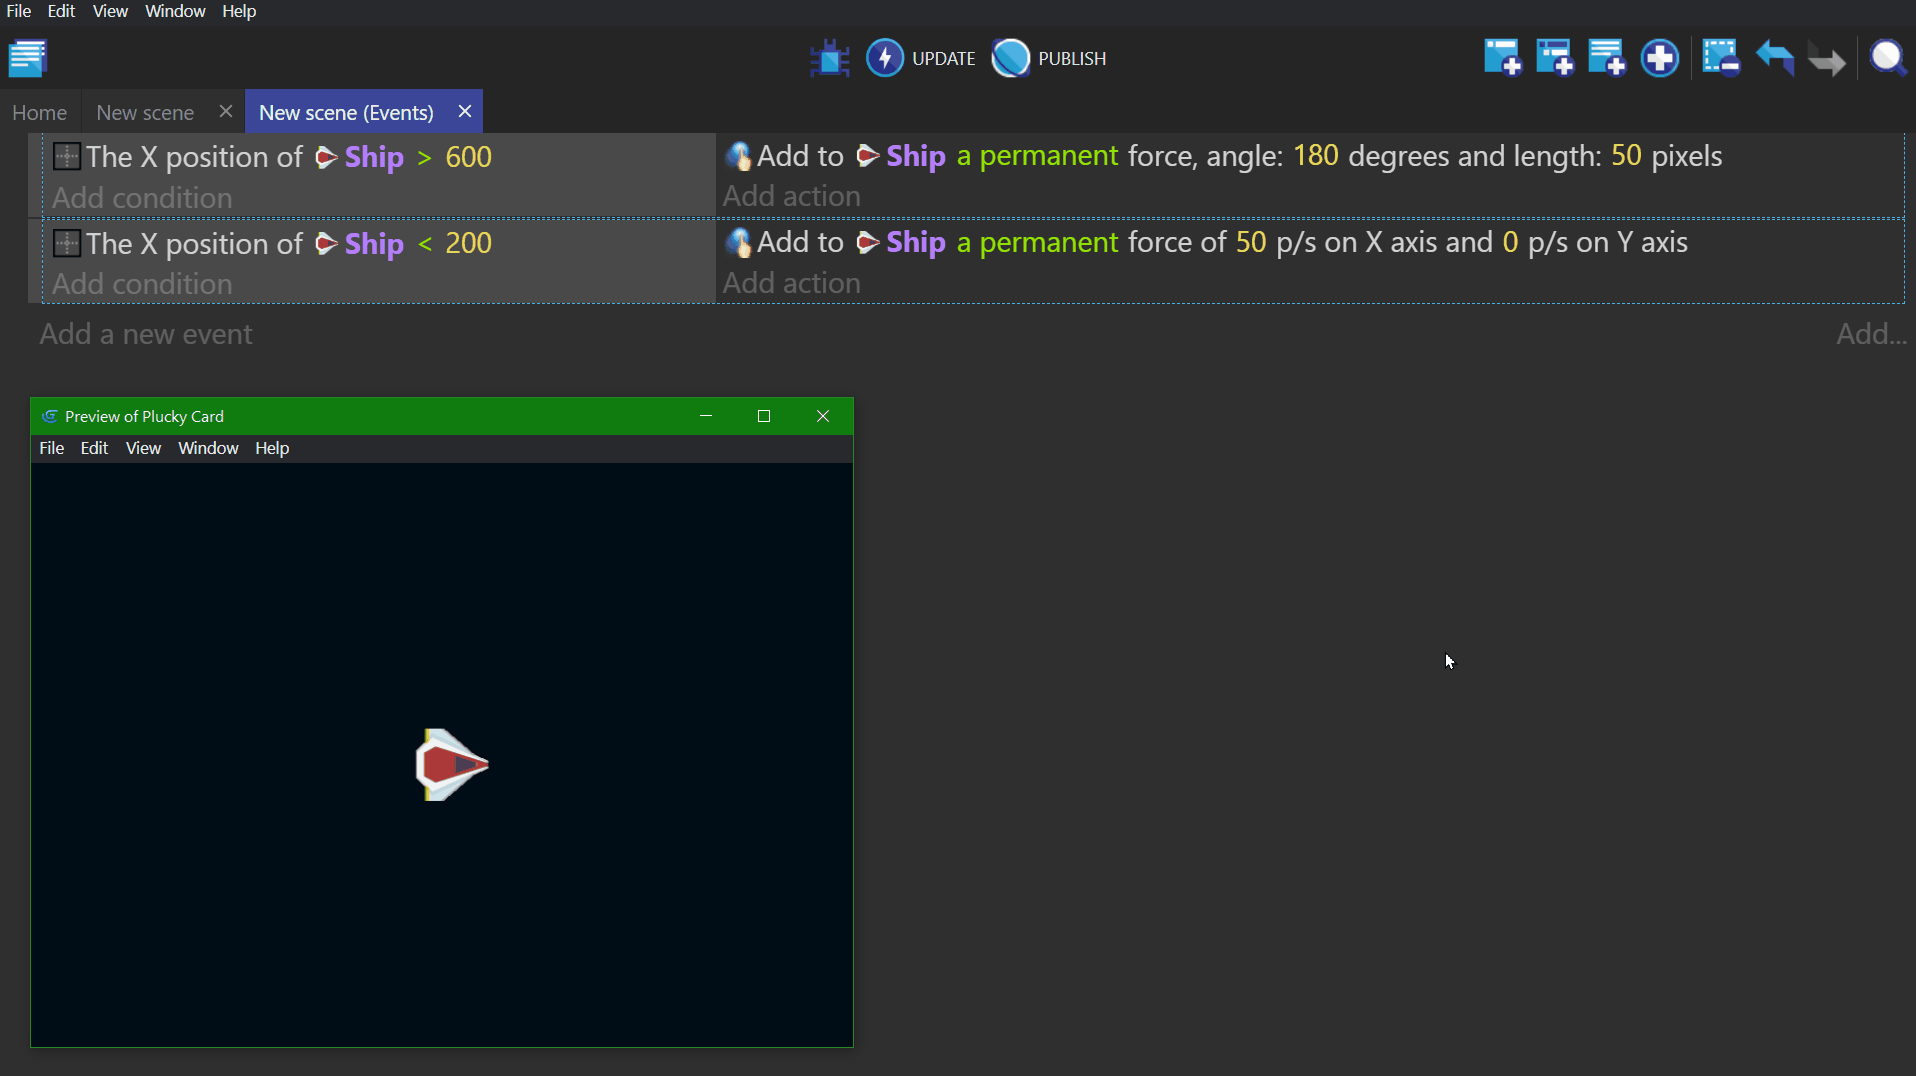 File Edit View Window Help
UPDATE PUBLISH
Home New scene New scene (Events)
The X position of Ship > 600 Add to Ship a permanent force, angle: 180 degrees and length: 50 pixels
Add condition Add action
The X position of Ship < 200 Add to Ship a permanent force of 50 p/s on X axis and 0 p/s on Y axis
Add condition Add action
Add a new event Add...
Preview of Plucky Card
File Edit View Window Help